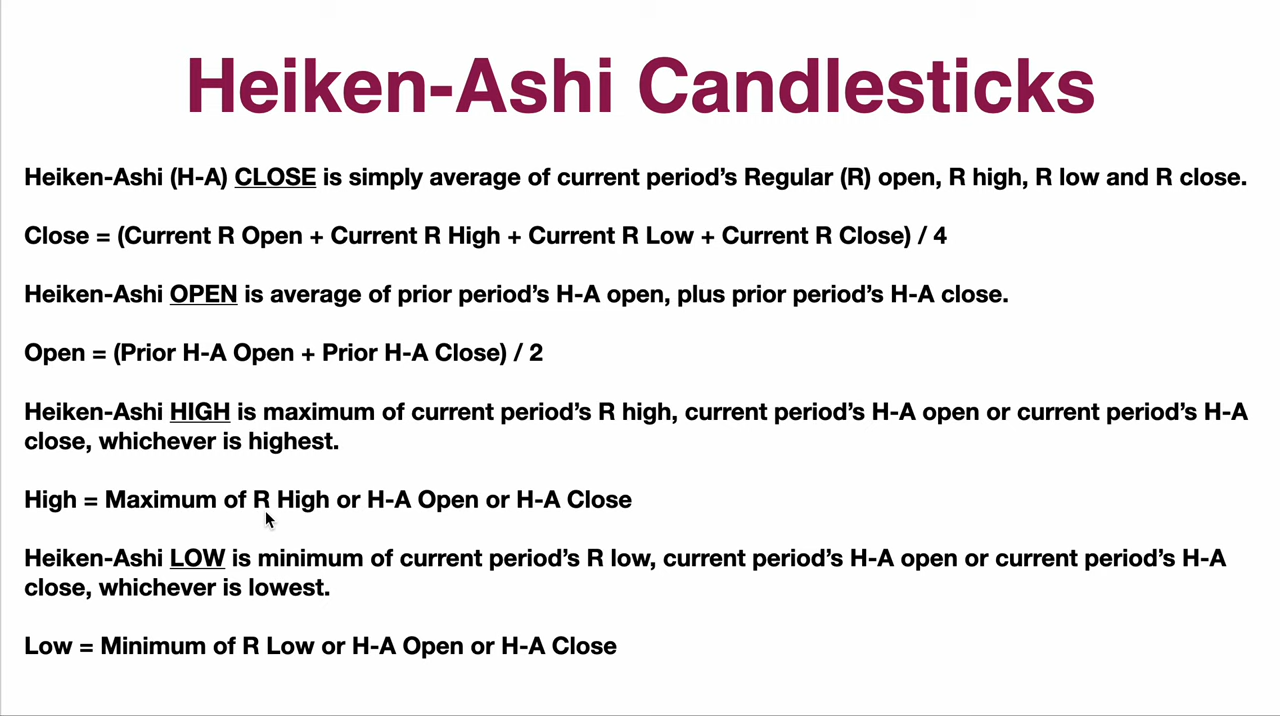 Heiken-Ashi Candlesticks
Heiken-Ashi (H-A) CLOSE is simply average of current period’s Regular (R) open, R high, R low and R close.
Close = (Current R Open + Current R High + Current R Low + Current R Close) / 4
Heiken-Ashi OPEN is average of prior period’s H-A open, plus prior period’s H-A close.
Open = (Prior H-A Open + Prior H-A Close) / 2
Heiken-Ashi HIGH is maximum of current period’s R high, current period’s H-A open or current period’s H-A
close, whichever is highest.
High = Maximum of R High or H-A Open or H-A Close
Heiken-Ashi LOW is minimum of current period’s R low, current period’s H-A open or current period’s H-A
close, whichever is lowest.
Low = Minimum of R Low or H-A Open or H-A Close